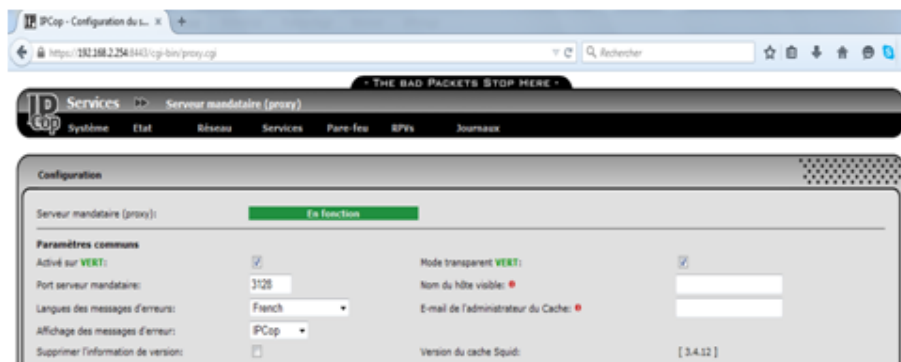 IPCop - Configuration du s... × +
https://192.168.2.254:8443/cgi-bin/proxy.cgi
Rechercher
- THE BAD PACKETS STOP HERE -
IP COP
Services Serveur mandataire (proxy)
Système Etat Réseau Services Pare-feu RPVs Journaux
Configuration
Serveur mandataire (proxy): En fonction
Paramètres communs
Activé sur VERT: Mode transparent VERT:
Port serveur mandataire: 3128 Nom du hôte visible:
Langues des messages d'erreurs: French E-mail de l'administrateur du Cache:
Affichage des messages d'erreur: IPCop
Supprimer l'information de version: Version du cache Squid: [ 3.4.12 ]